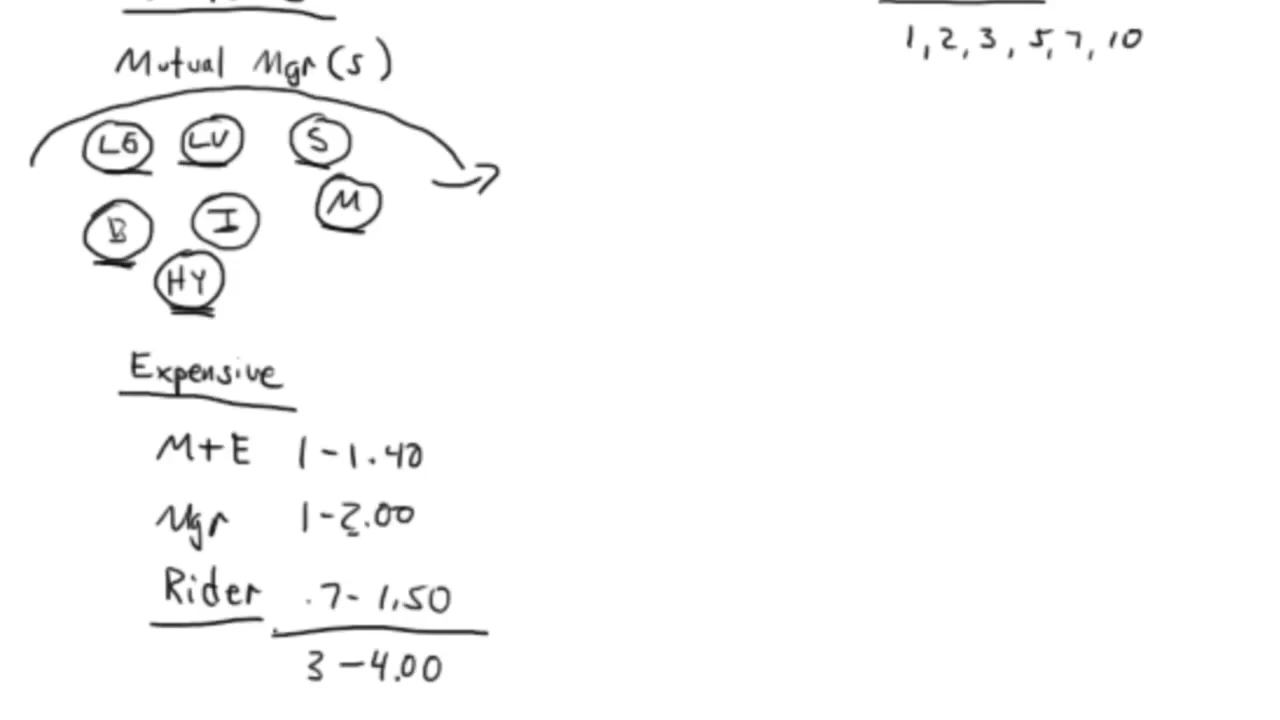 Mutual Mgr(s)
1, 2, 3, 5, 7, 10
LG LV S
B I M
HY
Expensive
M+E 1-1.40
Mgr 1-2.00
Rider .7-1.50
3-4.00